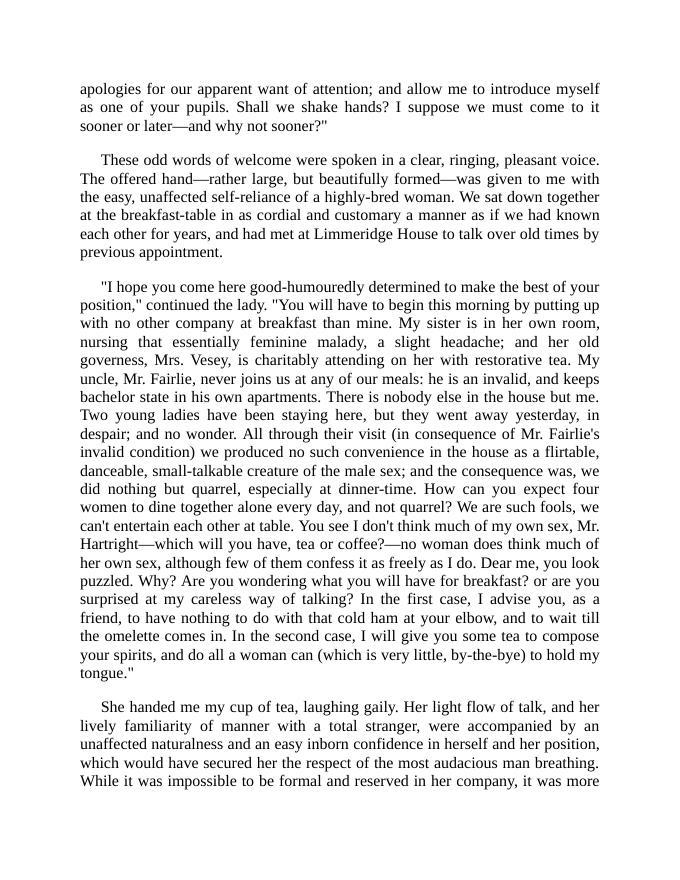 apologies for our apparent want of attention; and allow me to introduce myself
as one of your pupils. Shall we shake hands? I suppose we must come to it
sooner or later—and why not sooner?"
These odd words of welcome were spoken in a clear, ringing, pleasant voice.
The offered hand—rather large, but beautifully formed—was given to me with
the easy, unaffected self-reliance of a highly-bred woman. We sat down together
at the breakfast-table in as cordial and customary a manner as if we had known
each other for years, and had met at Limmeridge House to talk over old times by
previous appointment.
"I hope you come here good-humouredly determined to make the best of your
position," continued the lady. "You will have to begin this morning by putting up
with no other company at breakfast than mine. My sister is in her own room,
nursing that essentially feminine malady, a slight headache; and her old
governess, Mrs. Vesey, is charitably attending on her with restorative tea. My
uncle, Mr. Fairlie, never joins us at any of our meals: he is an invalid, and keeps
bachelor state in his own apartments. There is nobody else in the house but me.
Two young ladies have been staying here, but they went away yesterday, in
despair; and no wonder. All through their visit (in consequence of Mr. Fairlie's
invalid condition) we produced no such convenience in the house as a flirtable,
danceable, small-talkable creature of the male sex; and the consequence was, we
did nothing but quarrel, especially at dinner-time. How can you expect four
women to dine together alone every day, and not quarrel? We are such fools, we
can't entertain each other at table. You see I don't think much of my own sex, Mr.
Hartright—which will you have, tea or coffee?—no woman does think much of
her own sex, although few of them confess it as freely as I do. Dear me, you look
puzzled. Why? Are you wondering what you will have for breakfast? or are you
surprised at my careless way of talking? In the first case, I advise you, as a
friend, to have nothing to do with that cold ham at your elbow, and to wait till
the omelette comes in. In the second case, I will give you some tea to compose
your spirits, and do all a woman can (which is very little, by-the-bye) to hold my
tongue."
She handed me my cup of tea, laughing gaily. Her light flow of talk, and her
lively familiarity of manner with a total stranger, were accompanied by an
unaffected naturalness and an easy inborn confidence in herself and her position,
which would have secured her the respect of the most audacious man breathing.
While it was impossible to be formal and reserved in her company, it was more